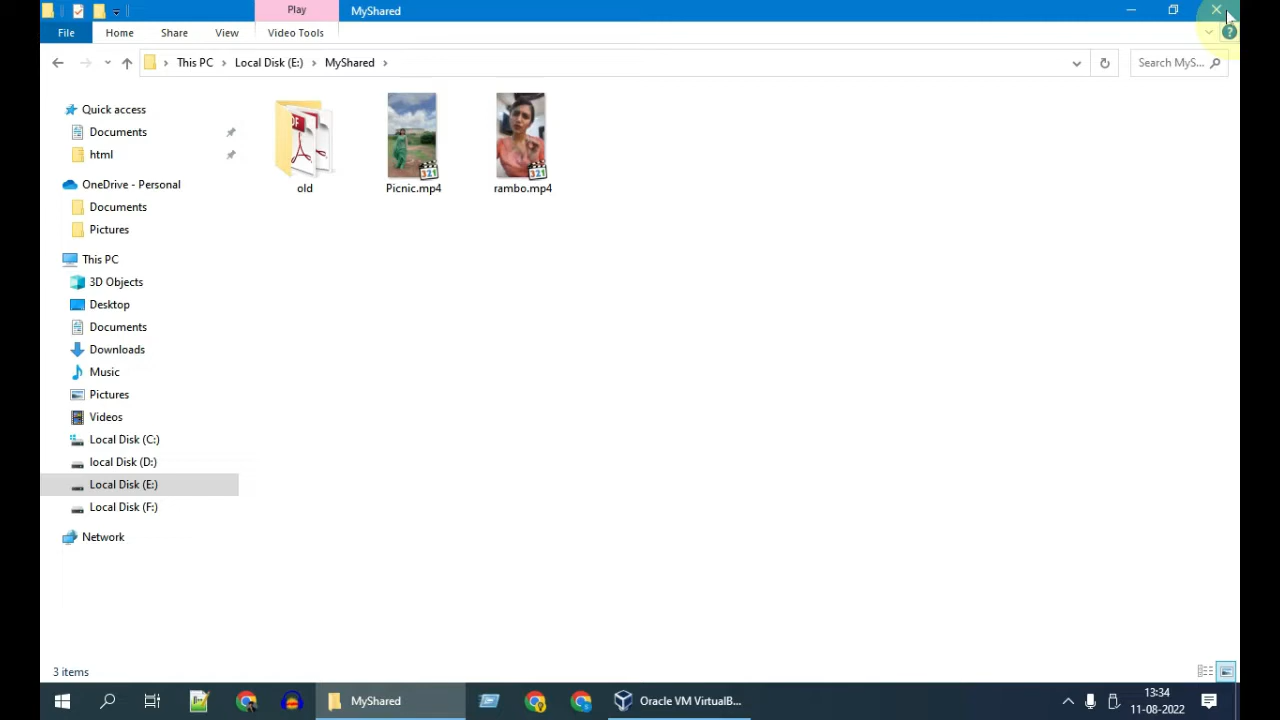 Play
MyShared
File
Home
Share
View
Video Tools
This PC
Local Disk (E:)
MyShared
Search MyS...
Quick access
Documents
html
OneDrive - Personal
Documents
Pictures
This PC
3D Objects
Desktop
Documents
Downloads
Music
Pictures
Videos
Local Disk (C:)
local Disk (D:)
Local Disk (E:)
Local Disk (F:)
Network
old
Picnic.mp4
rambo.mp4
3 items
MyShared
Oracle VM VirtualB...
13:34
11-08-2022